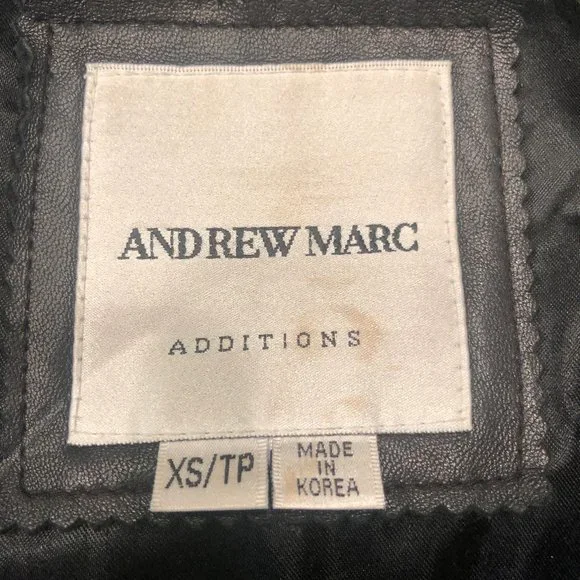 ANDREW MARC
ADDITIONS
XS/TP
MADE
IN
KOREA